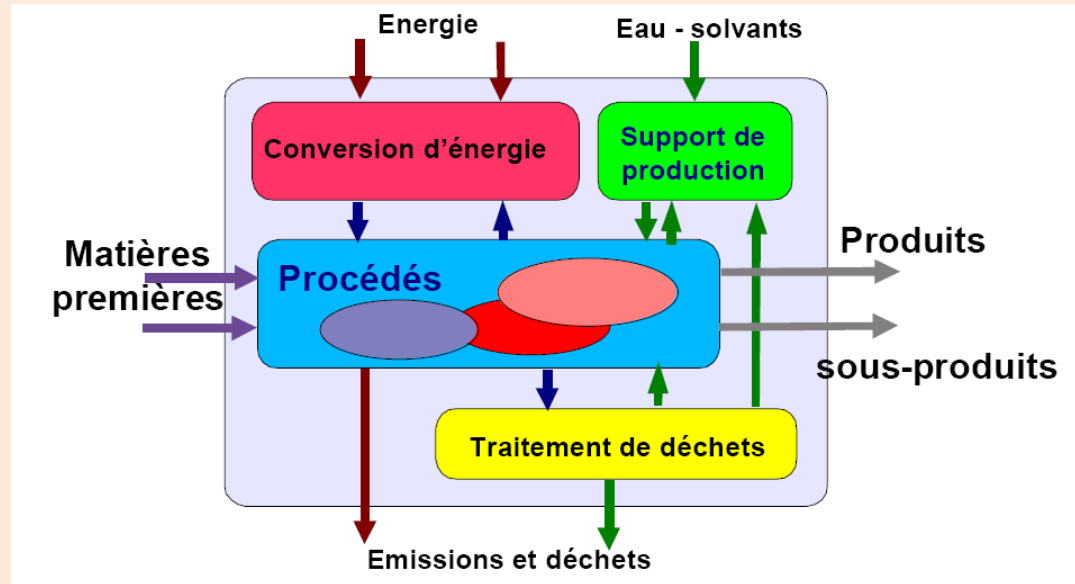 Energie
Eau - solvants
Conversion d'énergie
Support de
production
Matières
premières
Procédés
Produits
sous-produits
Traitement de déchets
Emissions et déchets